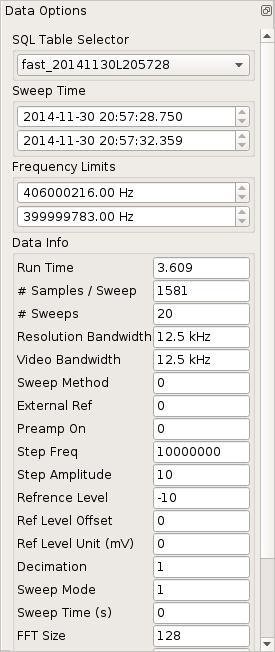 Data Options
SQL Table Selector
fast_20141130L205728
Sweep Time
2014-11-30 20:57:28.750
2014-11-30 20:57:32.359
Frequency Limits
406000216.00 Hz
399999783.00 Hz
Data Info
Run Time 3.609
# Samples / Sweep 1581
# Sweeps 20
Resolution Bandwidth 12.5 kHz
Video Bandwidth 12.5 kHz
Sweep Method 0
External Ref 0
Preamp On 0
Step Freq 10000000
Step Amplitude 10
Refrence Level -10
Ref Level Offset 0
Ref Level Unit (mV) 0
Decimation 1
Sweep Mode 1
Sweep Time (s) 0
FFT Size 128